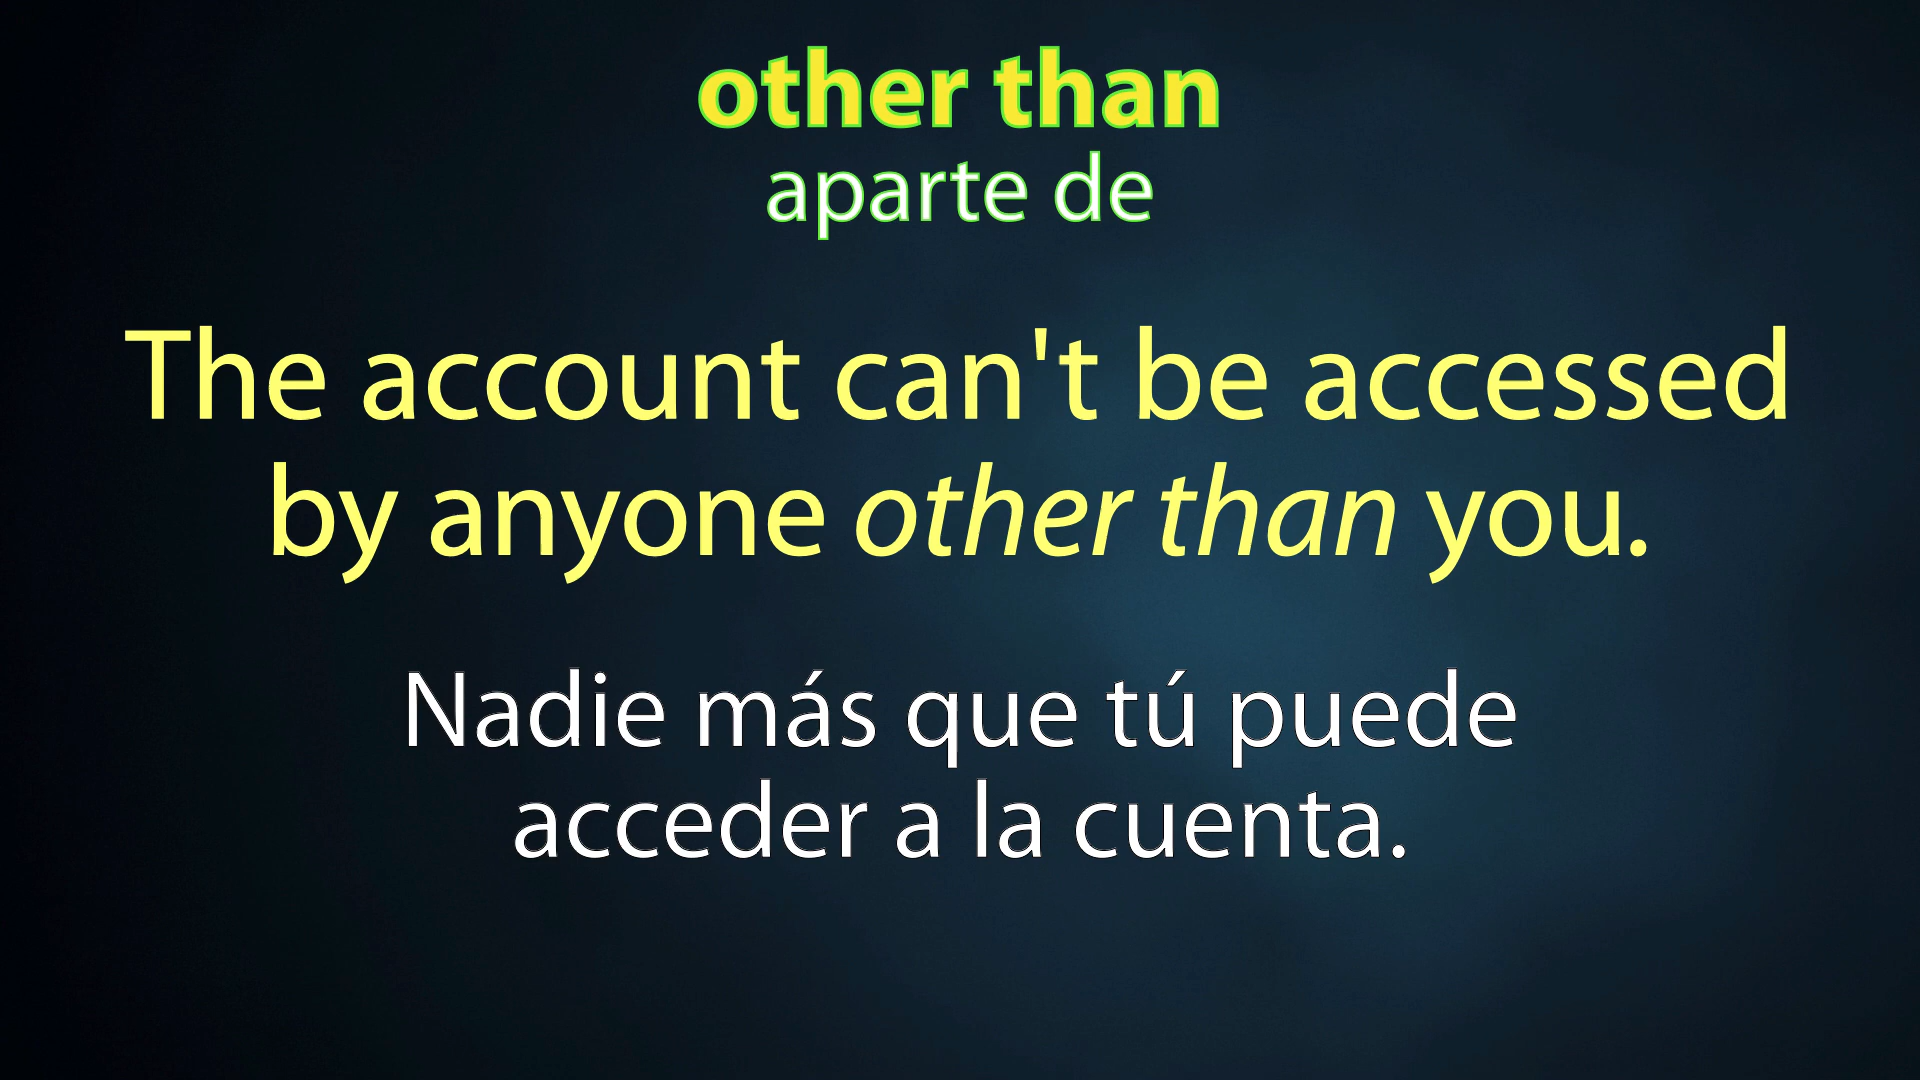 other than
aparte de
The account can't be accessed
by anyone other than you.
Nadie más que tú puede
acceder a la cuenta.